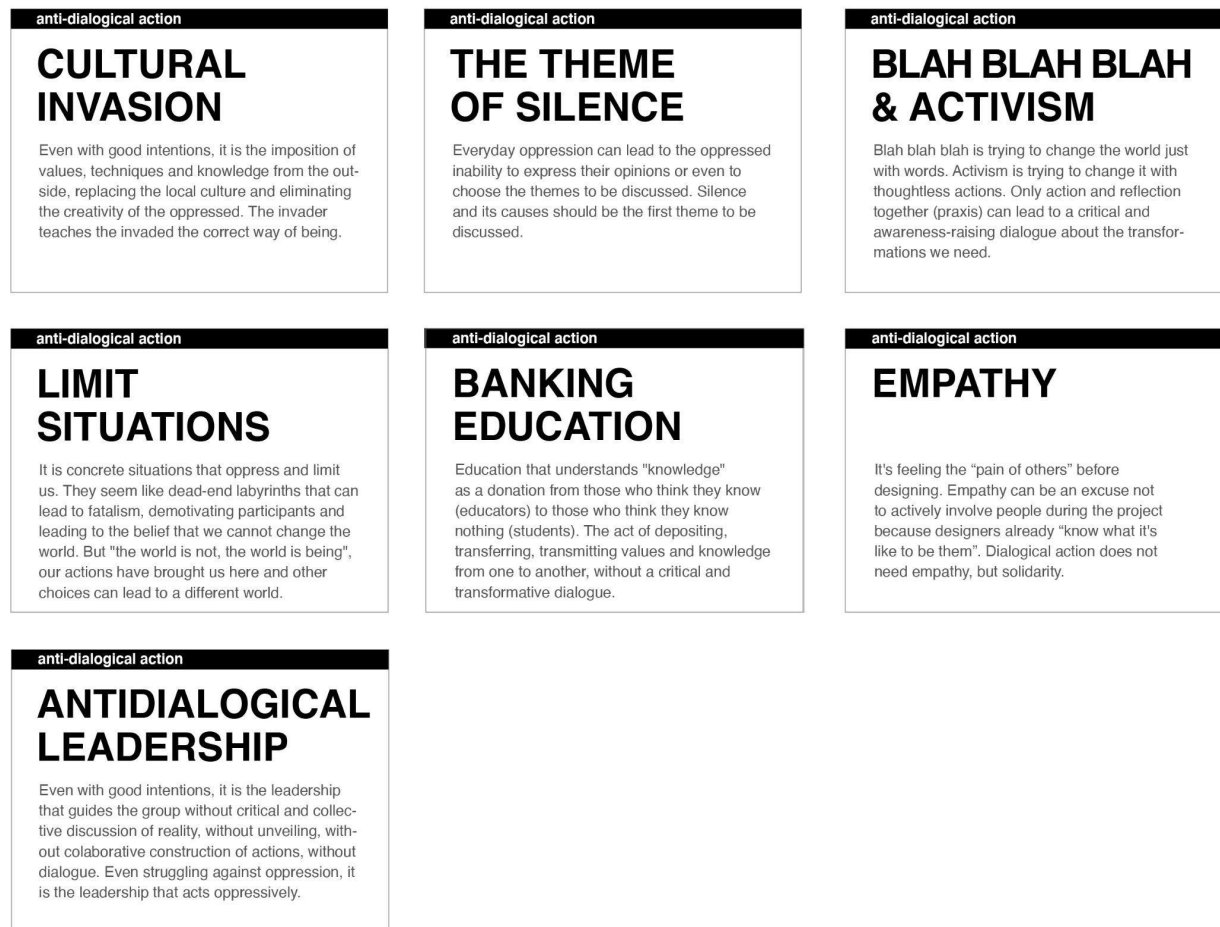 anti-dialogical action
CULTURAL
INVASION
Even with good intentions, it is the imposition of
values, techniques and knowledge from the out-
side, replacing the local culture and eliminating
the creativity of the oppressed. The invader
teaches the invaded the correct way of being.
anti-dialogical action
THE THEME
OF SILENCE
Everyday oppression can lead to the oppressed
inability to express their opinions or even to
choose the themes to be discussed. Silence
and its causes should be the first theme to be
discussed.
anti-dialogical action
BLAH BLAH BLAH
& ACTIVISM
Blah blah blah is trying to change the world just
with words. Activism is trying to change it with
thoughtless actions. Only action and reflection
together (praxis) can lead to a critical and
awareness-raising dialogue about the transfor-
mations we need.
anti-dialogical action
LIMIT
SITUATIONS
It is concrete situations that oppress and limit
us. They seem like dead-end labyrinths that can
lead to fatalism, demotivating participants and
leading to the belief that we cannot change the
world. But "the world is not, the world is being",
our actions have brought us here and other
choices can lead to a different world.
anti-dialogical action
BANKING
EDUCATION
Education that understands "knowledge"
as a donation from those who think they know
(educators) to those who think they know
nothing (students). The act of depositing,
transferring, transmitting values and knowledge
from one to another, without a critical and
transformative dialogue.
anti-dialogical action
EMPATHY
It's feeling the “pain of others” before
designing. Empathy can be an excuse not
to actively involve people during the project
because designers already “know what it's
like to be them”. Dialogical action does not
need empathy, but solidarity.
anti-dialogical action
ANTIDIALOGICAL
LEADERSHIP
Even with good intentions, it is the leadership
that guides the group without critical and collec-
tive discussion of reality, without unveiling, with-
out colaborative construction of actions, without
dialogue. Even struggling against oppression, it
is the leadership that acts oppressively.